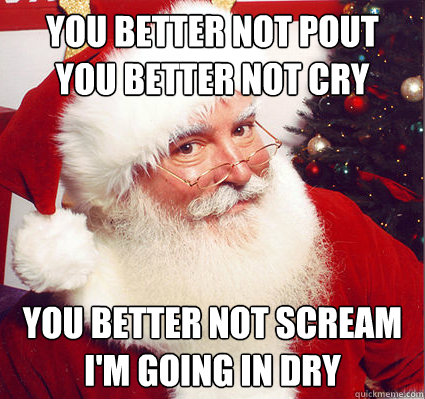 YOU BETTER NOT POUT
YOU BETTER NOT CRY
YOU BETTER NOT SCREAM
I'M GOING IN DRY
quickmeme.com